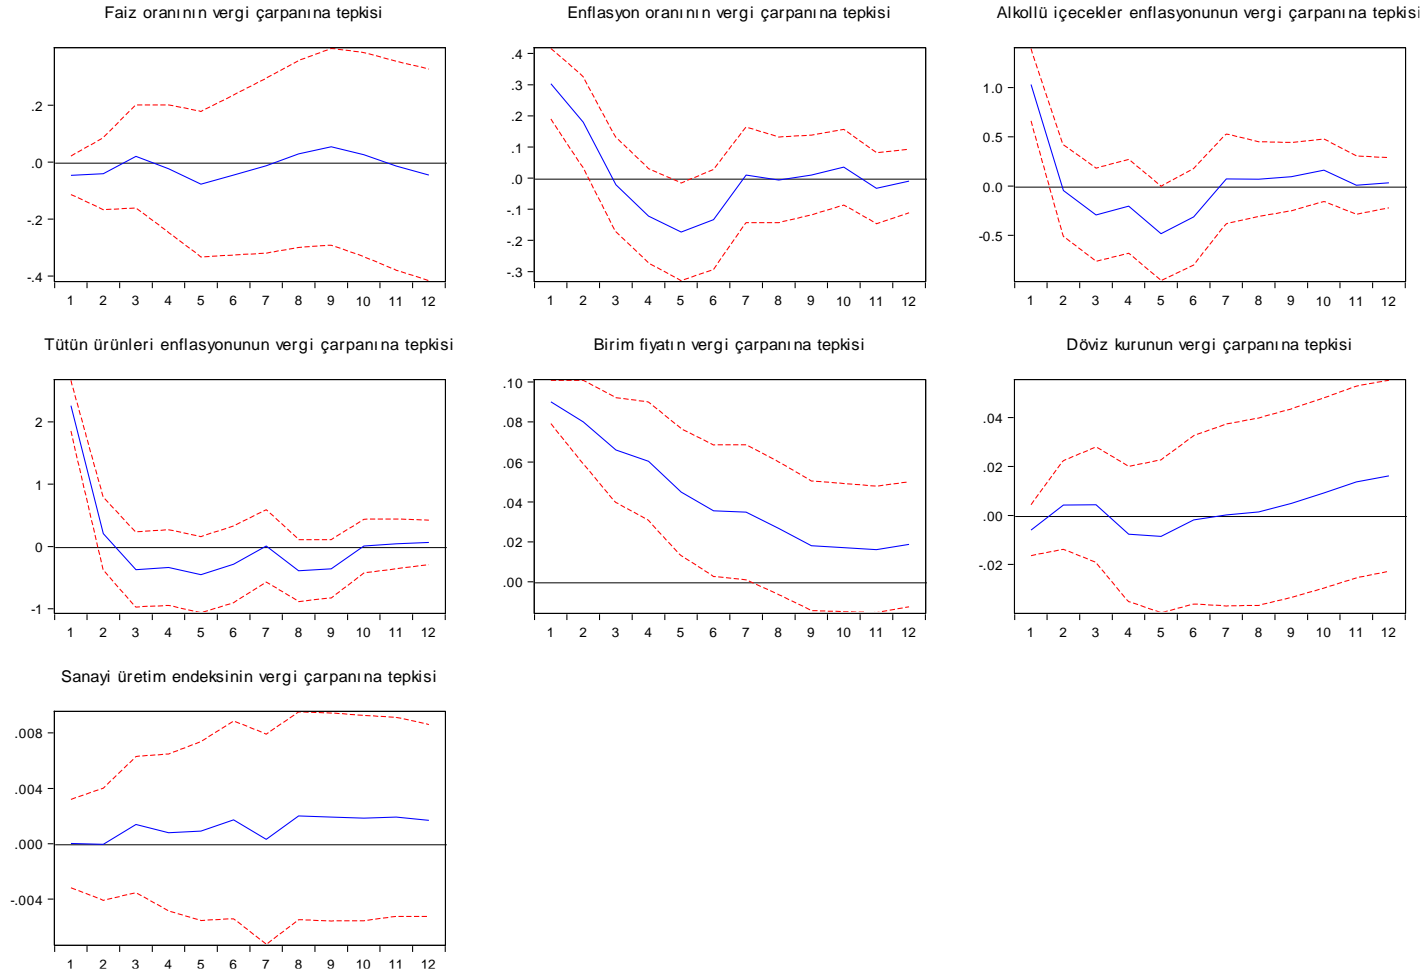 Faiz oranının vergi çarpanına tepkisi
.2
.0
-.2
-.4
1 2 3 4 5 6 7 8 9 10 11 12
Enflasyon oranının vergi çarpanına tepkisi
.4
.3
.2
.1
.0
-.1
-.2
-.3
1 2 3 4 5 6 7 8 9 10 11 12
Alkollü içecekler enflasyonunun vergi çarpanına tepkisi
1.0
0.5
0.0
-0.5
1 2 3 4 5 6 7 8 9 10 11 12
Tütün ürünleri enflasyonunun vergi çarpanına tepkisi
2
1
0
-1
1 2 3 4 5 6 7 8 9 10 11 12
Birim fiyatın vergi çarpanına tepkisi
.10
.08
.06
.04
.02
.00
1 2 3 4 5 6 7 8 9 10 11 12
Döviz kurunun vergi çarpanına tepkisi
.04
.02
.00
-.02
1 2 3 4 5 6 7 8 9 10 11 12
Sanayi üretim endeksinin vergi çarpanına tepkisi
.008
.004
.000
-.004
1 2 3 4 5 6 7 8 9 10 11 12